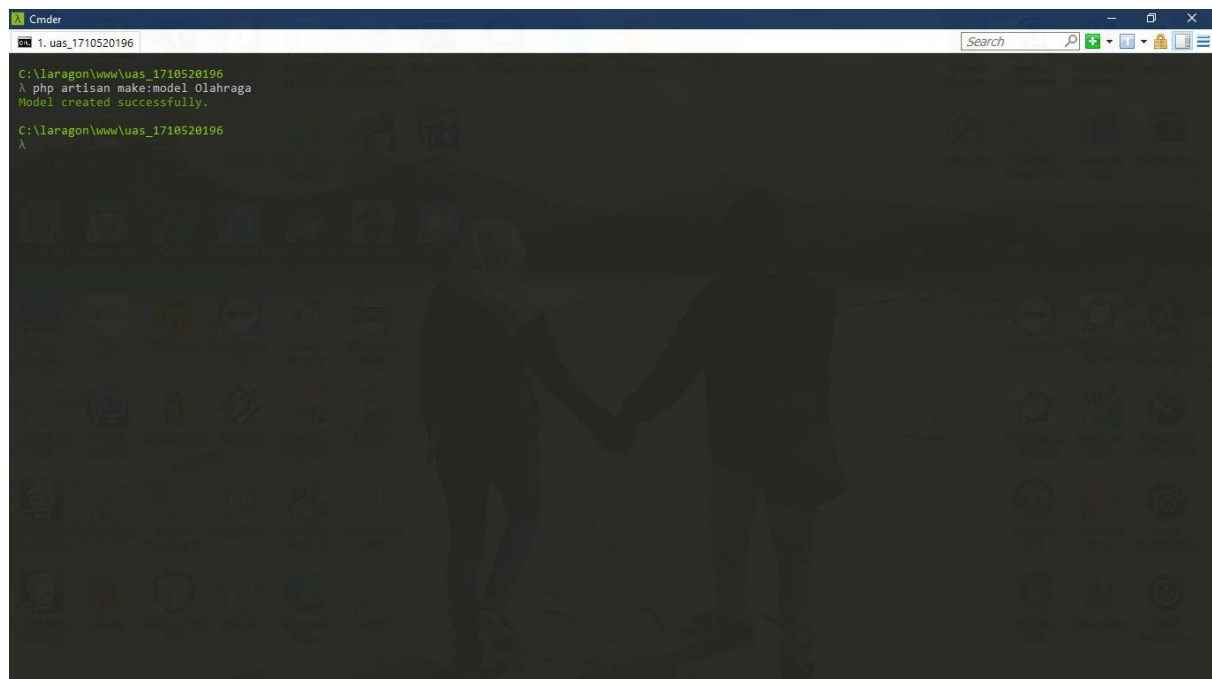 Cmder
1. uas_1710520196
Search
C:\laragon\www\uas_1710520196
λ php artisan make:model Olahraga
Model created successfully.
C:\laragon\www\uas_1710520196
λ